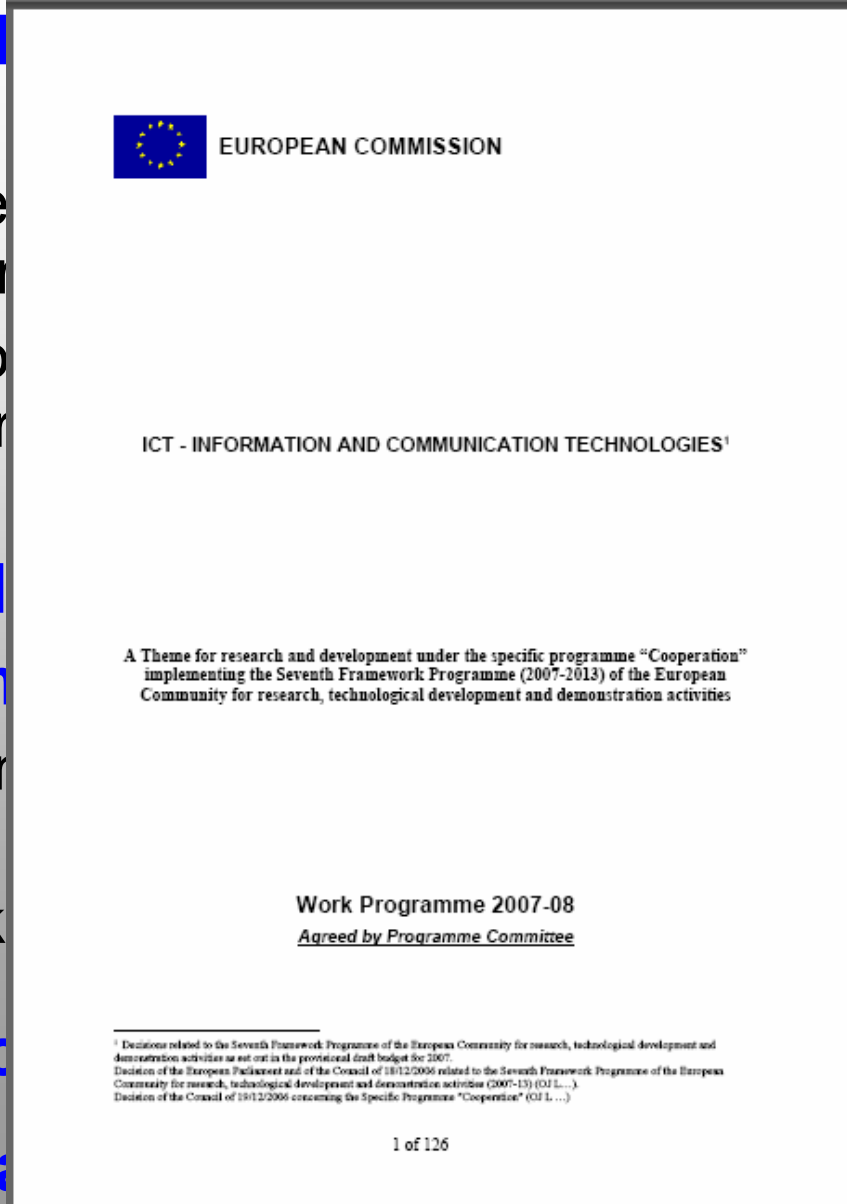 EUROPEAN COMMISSION
ICT - INFORMATION AND COMMUNICATION TECHNOLOGIES¹
A Theme for research and development under the specific programme “Cooperation”
implementing the Seventh Framework Programme (2007-2013) of the European
Community for research, technological development and demonstration activities
Work Programme 2007-08
Agreed by Programme Committee
¹ Decisions related to the Seventh Framework Programme of the European Community for research, technological development and
demonstration activities as set out in the provisional draft budget for 2007.
Decision of the European Parliament and of the Council of 18/12/2006 related to the Seventh Framework Programme of the European
Community for research, technological development and demonstration activities (2007-13) (OJ L...).
Decision of the Council of 19/12/2006 concerning the Specific Programme "Cooperation" (OJ L ...)
1 of 126